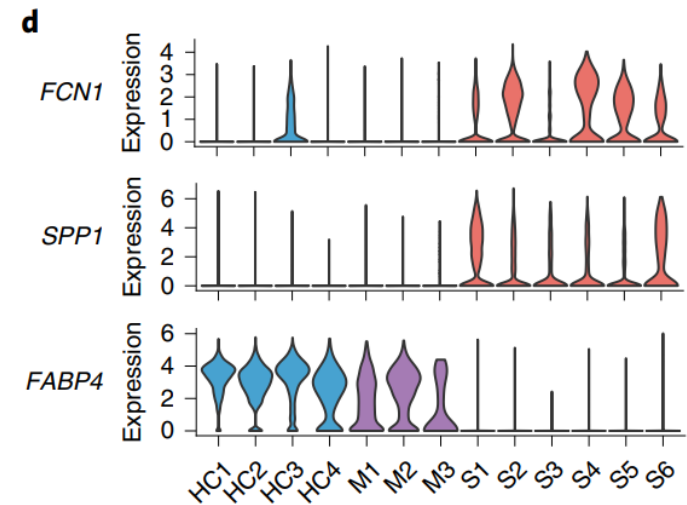 d
FCN1
Expression
4
3
2
1
0
SPP1
Expression
6
4
2
0
FABP4
Expression
6
4
2
0
HC1 HC2 HC3 HC4 M1 M2 M3 S1 S2 S3 S4 S5 S6